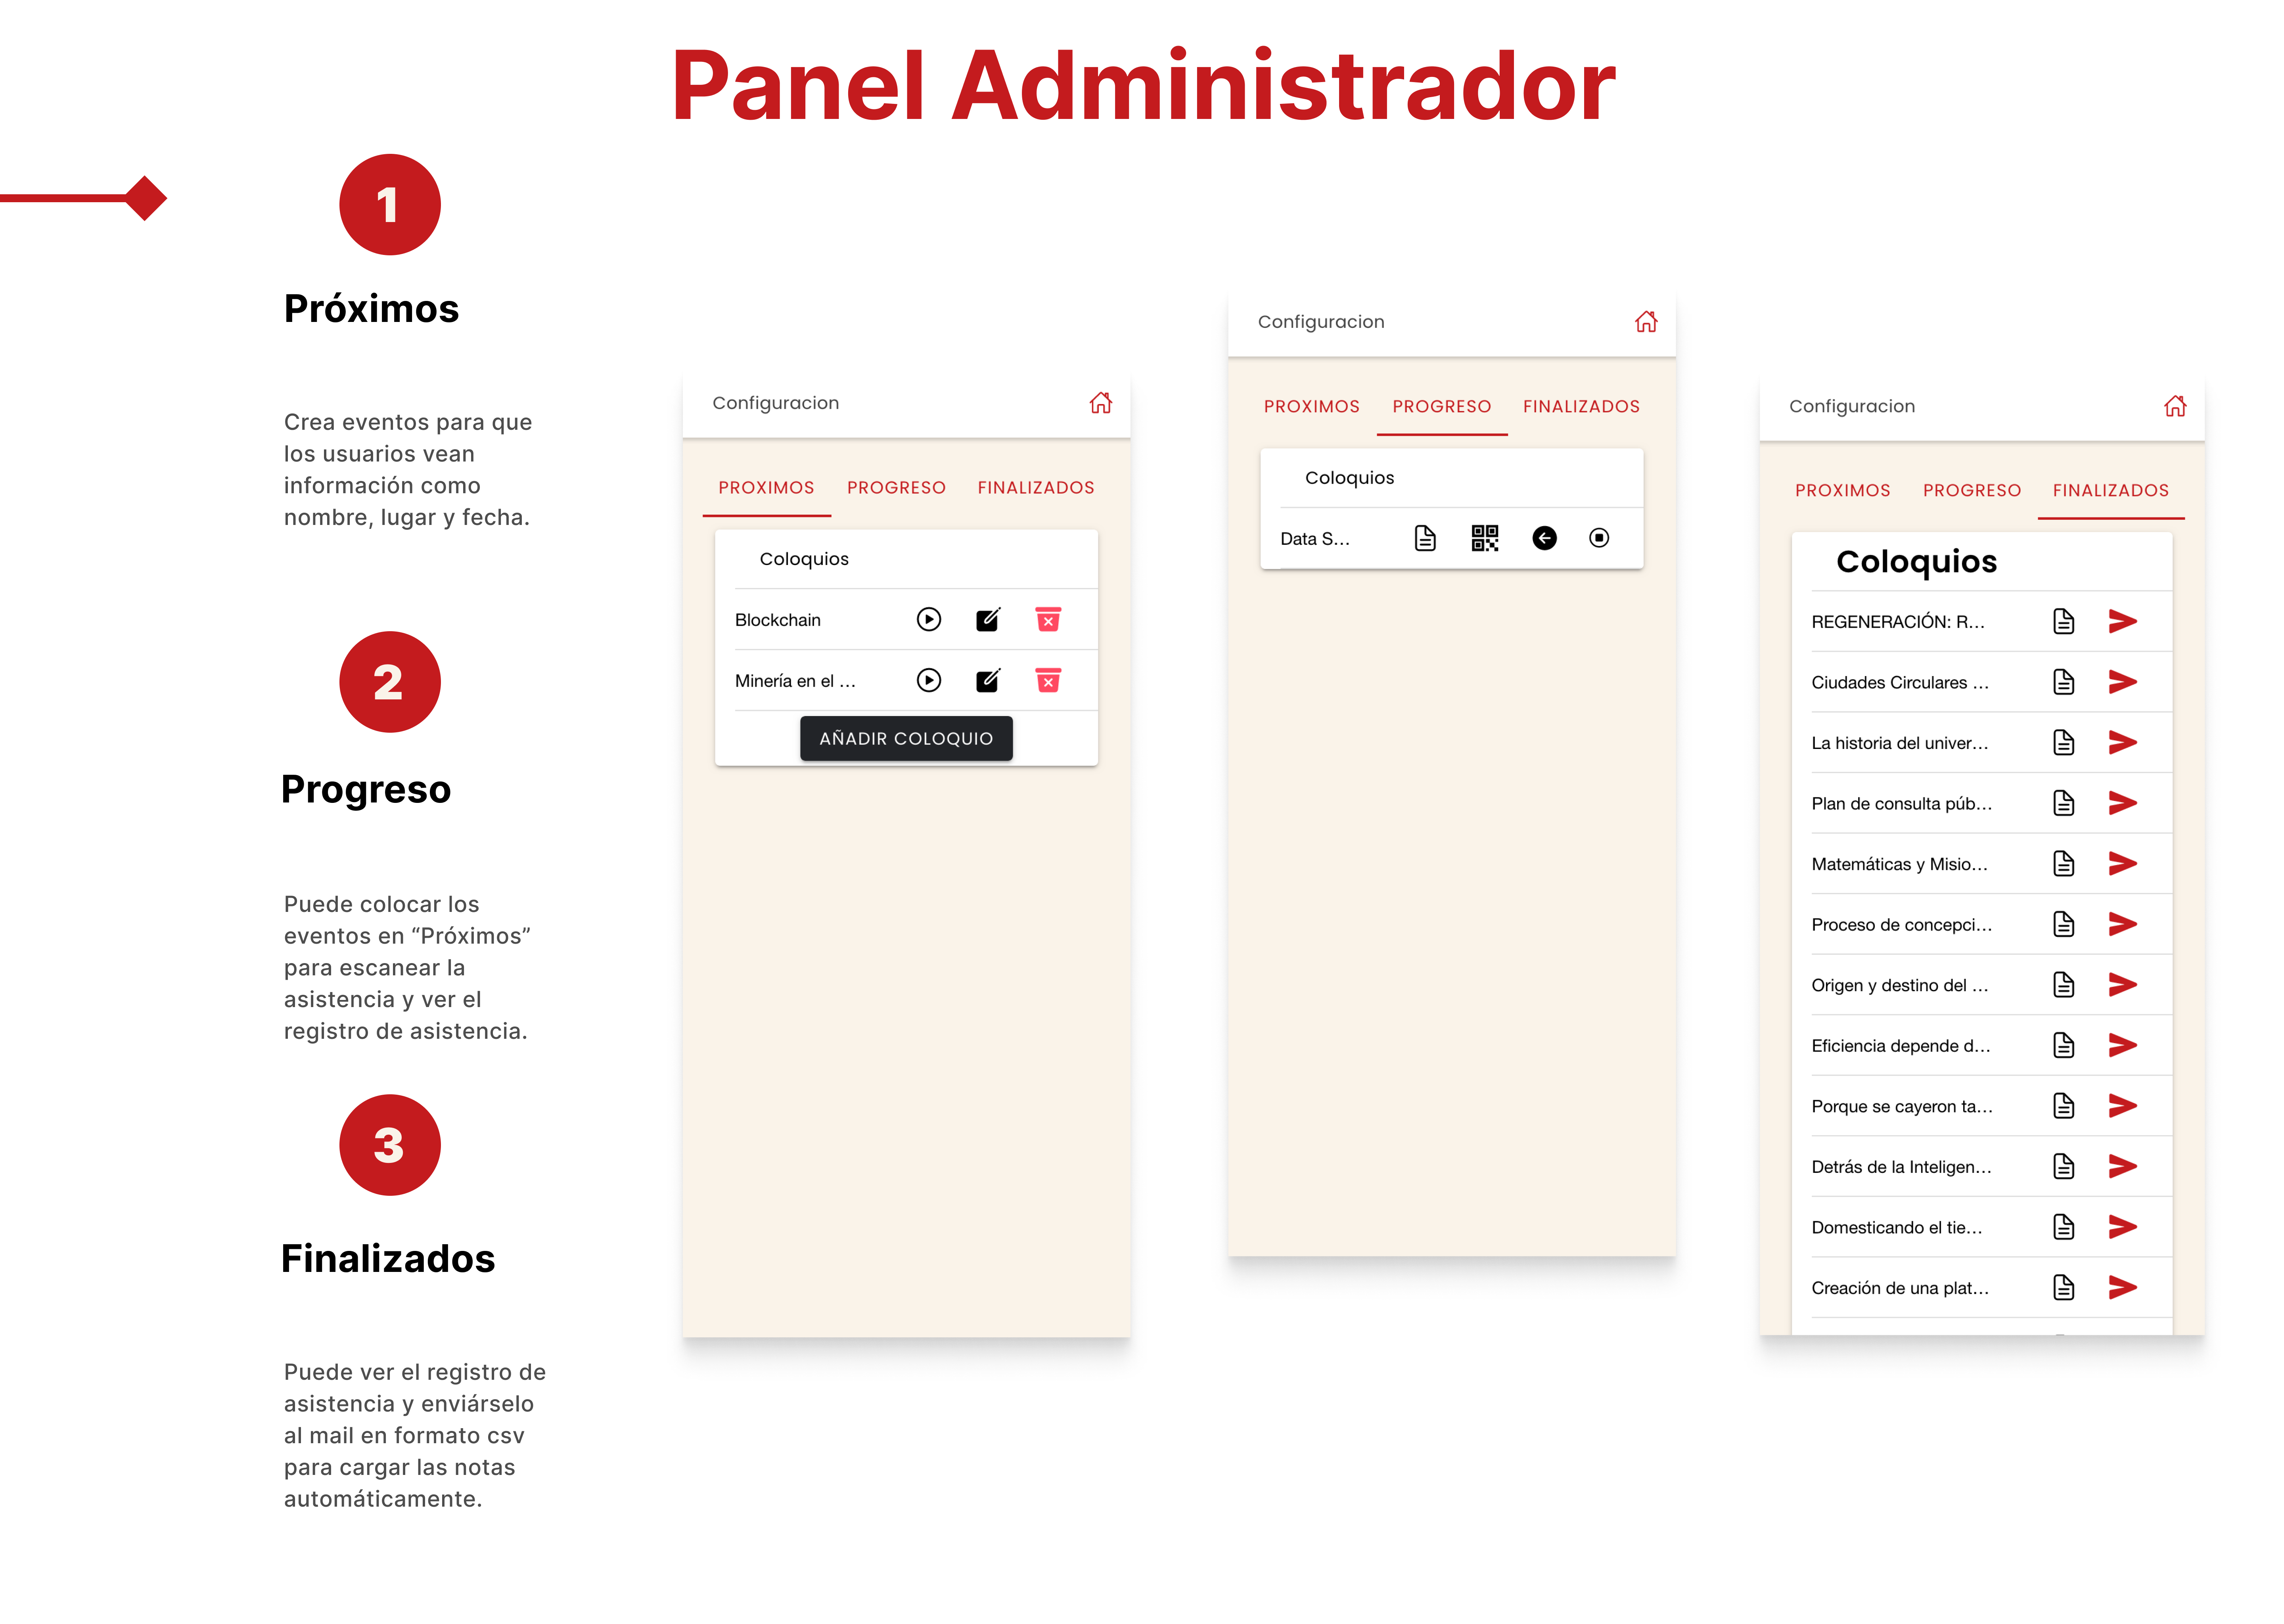 Panel Administrador
1
Próximos
Crea eventos para que
los usuarios vean
información como
nombre, lugar y fecha.
2
Progreso
Puede colocar los
eventos en “Próximos”
para escanear la
asistencia y ver el
registro de asistencia.
3
Finalizados
Puede ver el registro de
asistencia y enviárselo
al mail en formato csv
para cargar las notas
automáticamente.
Configuracion
PROXIMOS PROGRESO FINALIZADOS
Coloquios
Blockchain
Minería en el ...
AÑADIR COLOQUIO
Configuracion
PROXIMOS PROGRESO FINALIZADOS
Coloquios
Data S...
Configuracion
PROXIMOS PROGRESO FINALIZADOS
Coloquios
REGENERACIÓN: R...
Ciudades Circulares ...
La historia del univer...
Plan de consulta púb...
Matemáticas y Misio...
Proceso de concepci...
Origen y destino del ...
Eficiencia depende d...
Porque se cayeron ta...
Detrás de la Inteligen...
Domesticando el tie...
Creación de una plat...